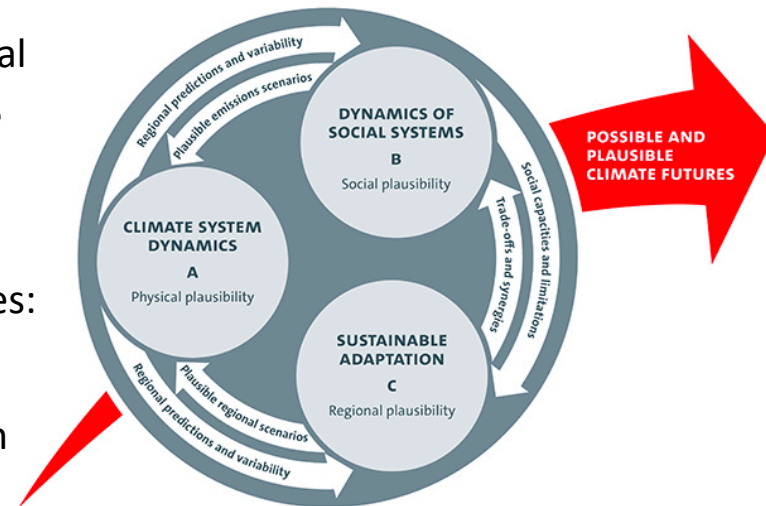 al
e
es:
n
Regional predictions and variability
Plausible emissions scenarios
DYNAMICS OF
SOCIAL SYSTEMS
B
Social plausibility
POSSIBLE AND
PLAUSIBLE
CLIMATE FUTURES
CLIMATE SYSTEM
DYNAMICS
A
Physical plausibility
Social capacities and limitations
Trade-offs and synergies
SUSTAINABLE
ADAPTATION
C
Regional plausibility
Plausible regional scenarios
Regional predictions and variability